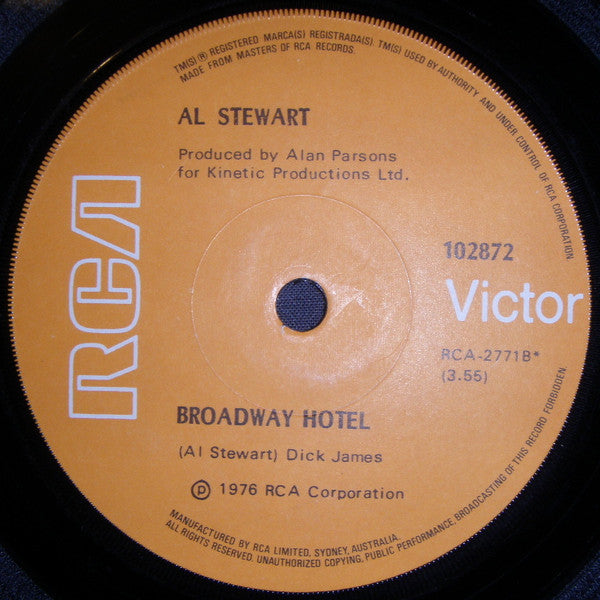 TM(S) ® REGISTERED MARCA(S) REGISTRADA(S). TM(S) USED BY AUTHORITY AND UNDER CONTROL OF RCA CORPORATION
MADE FROM MASTERS OF RCA RECORDS.
AL STEWART
Produced by Alan Parsons
for Kinetic Productions Ltd.
RCA
102872
Victor
RCA-2771B*
(3.55)
BROADWAY HOTEL
(Al Stewart) Dick James
℗ 1976 RCA Corporation
MANUFACTURED BY RCA LIMITED, SYDNEY, AUSTRALIA.
ALL RIGHTS RESERVED. UNAUTHORIZED COPYING, PUBLIC PERFORMANCE BROADCASTING OF THIS RECORD FORBIDDEN.